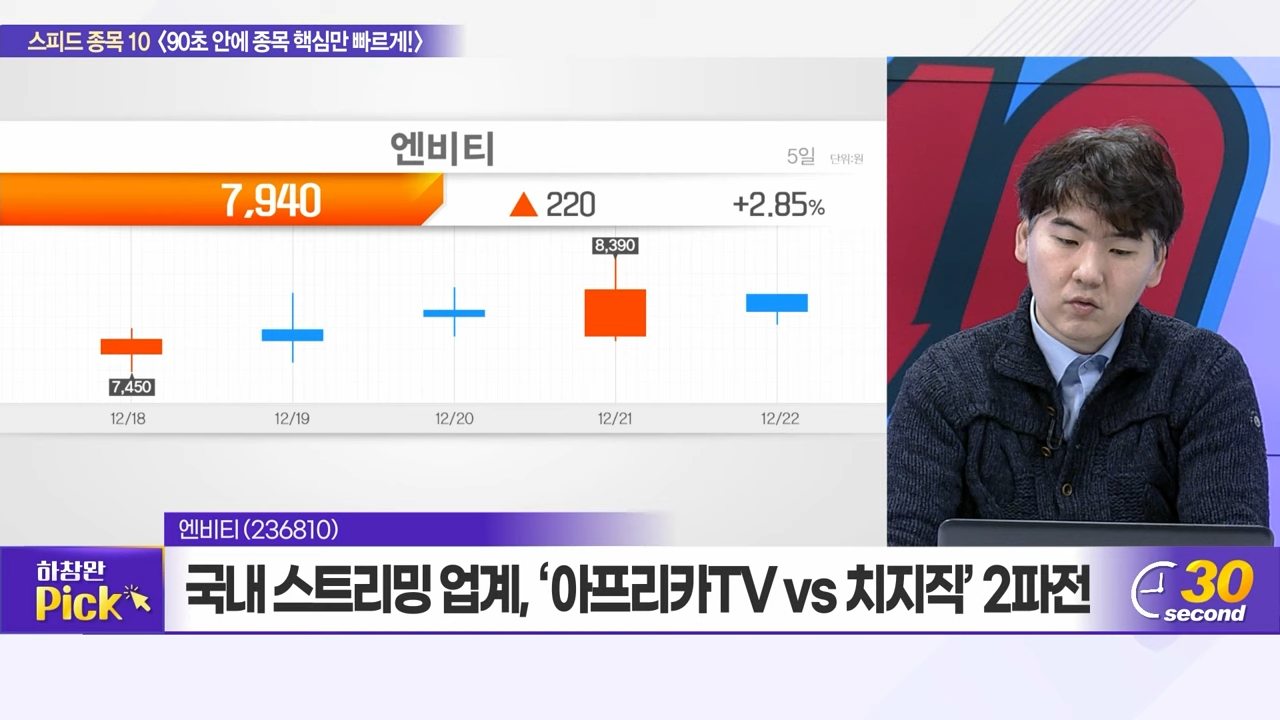 스피드 종목 10 〈90초 안에 종목 핵심만 빠르게!〉
엔비티
5일 단위:원
7,940 ▲ 220 +2.85%
8,390
7,450
12/18 12/19 12/20 12/21 12/22
엔비티(236810)
하창완
Pick
국내 스트리밍 업계, ‘아프리카TV vs 치지직’ 2파전
30
second